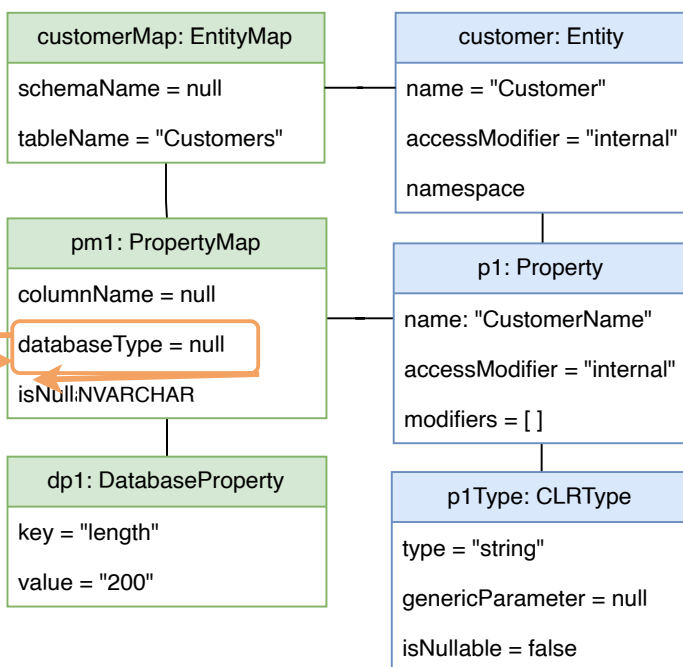 customerMap: EntityMap
schemaName = null
tableName = "Customers"
customer: Entity
name = "Customer"
accessModifier = "internal"
namespace
pm1: PropertyMap
columnName = null
databaseType = null
isNull
NVARCHAR
p1: Property
name: "CustomerName"
accessModifier = "internal"
modifiers = [ ]
dp1: DatabaseProperty
key = "length"
value = "200"
p1Type: CLRType
type = "string"
genericParameter = null
isNullable = false